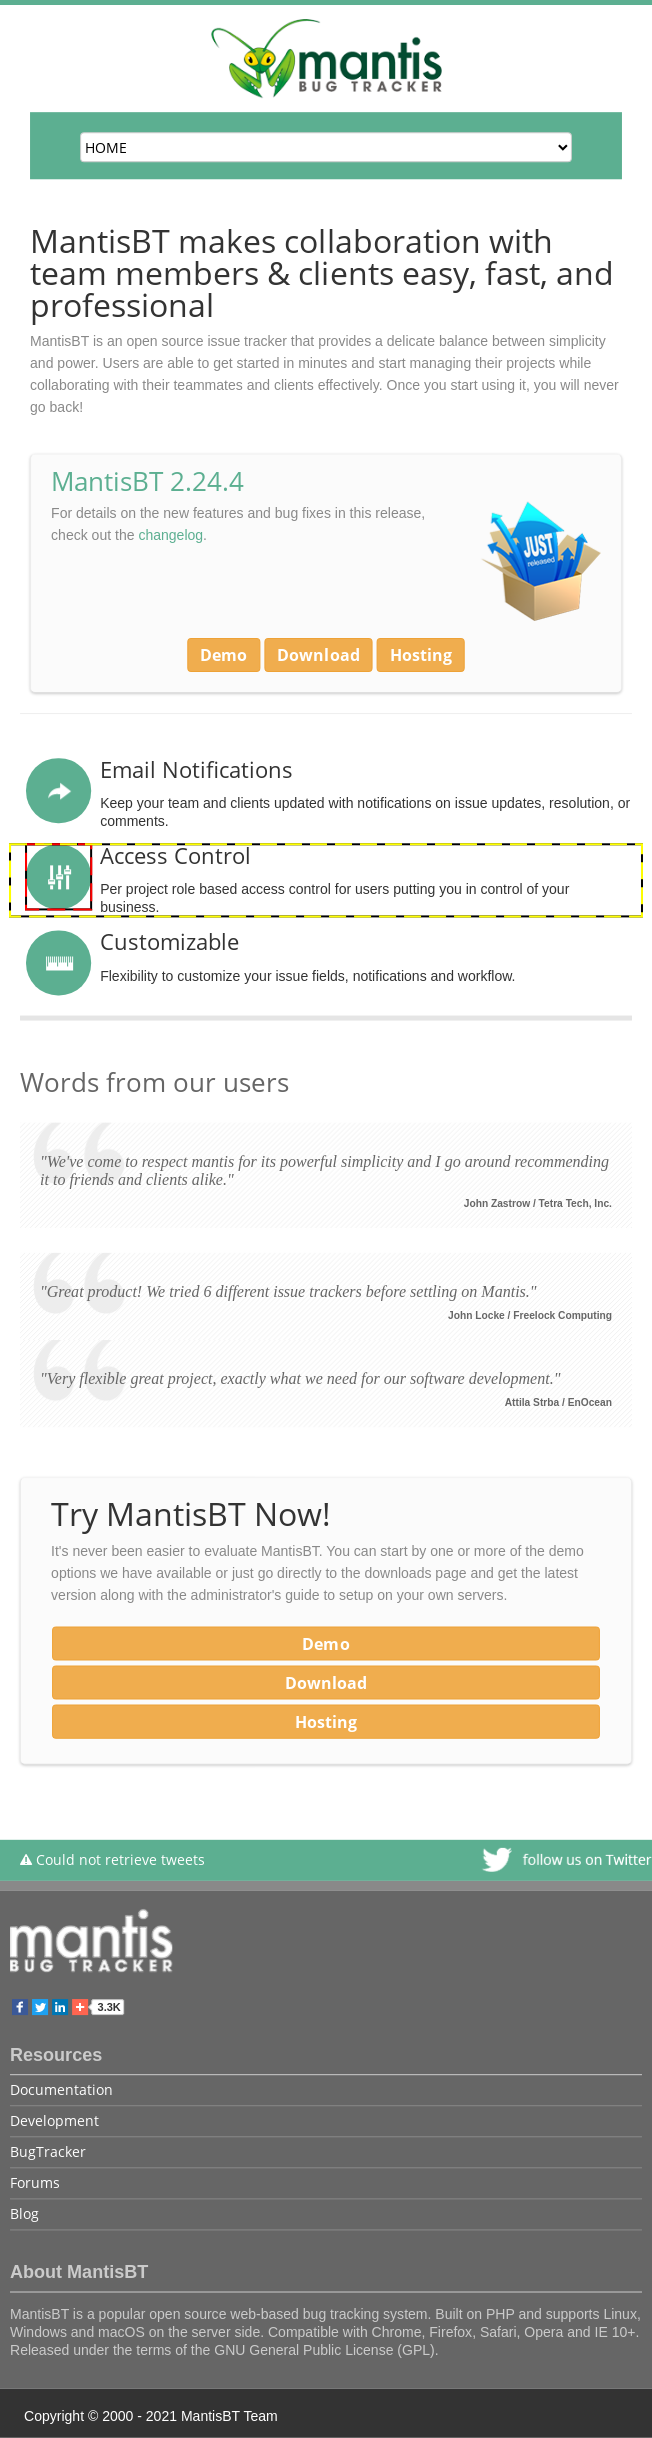 mantis
BUG TRACKER
HOME
MantisBT makes collaboration with
team members & clients easy, fast, and
professional
MantisBT is an open source issue tracker that provides a delicate balance between simplicity
and power. Users are able to get started in minutes and start managing their projects while
collaborating with their teammates and clients effectively. Once you start using it, you will never
go back!
MantisBT 2.24.4
For details on the new features and bug fixes in this release,
check out the changelog.
JUST
released
Demo Download Hosting
Email Notifications
Keep your team and clients updated with notifications on issue updates, resolution, or
comments.
Access Control
Per project role based access control for users putting you in control of your
business.
Customizable
Flexibility to customize your issue fields, notifications and workflow.
Words from our users
"We've come to respect mantis for its powerful simplicity and I go around recommending
it to friends and clients alike."
John Zastrow / Tetra Tech, Inc.
"Great product! We tried 6 different issue trackers before settling on Mantis."
John Locke / Freelock Computing
"Very flexible great project, exactly what we need for our software development."
Attila Strba / EnOcean
Try MantisBT Now!
It's never been easier to evaluate MantisBT. You can start by one or more of the demo
options we have available or just go directly to the downloads page and get the latest
version along with the administrator's guide to setup on your own servers.
Demo
Download
Hosting
Could not retrieve tweets follow us on Twitter
mantis
BUG TRACKER
3.3K
Resources
Documentation
Development
BugTracker
Forums
Blog
About MantisBT
MantisBT is a popular open source web-based bug tracking system. Built on PHP and supports Linux,
Windows and macOS on the server side. Compatible with Chrome, Firefox, Safari, Opera and IE 10+.
Released under the terms of the GNU General Public License (GPL).
Copyright © 2000 - 2021 MantisBT Team